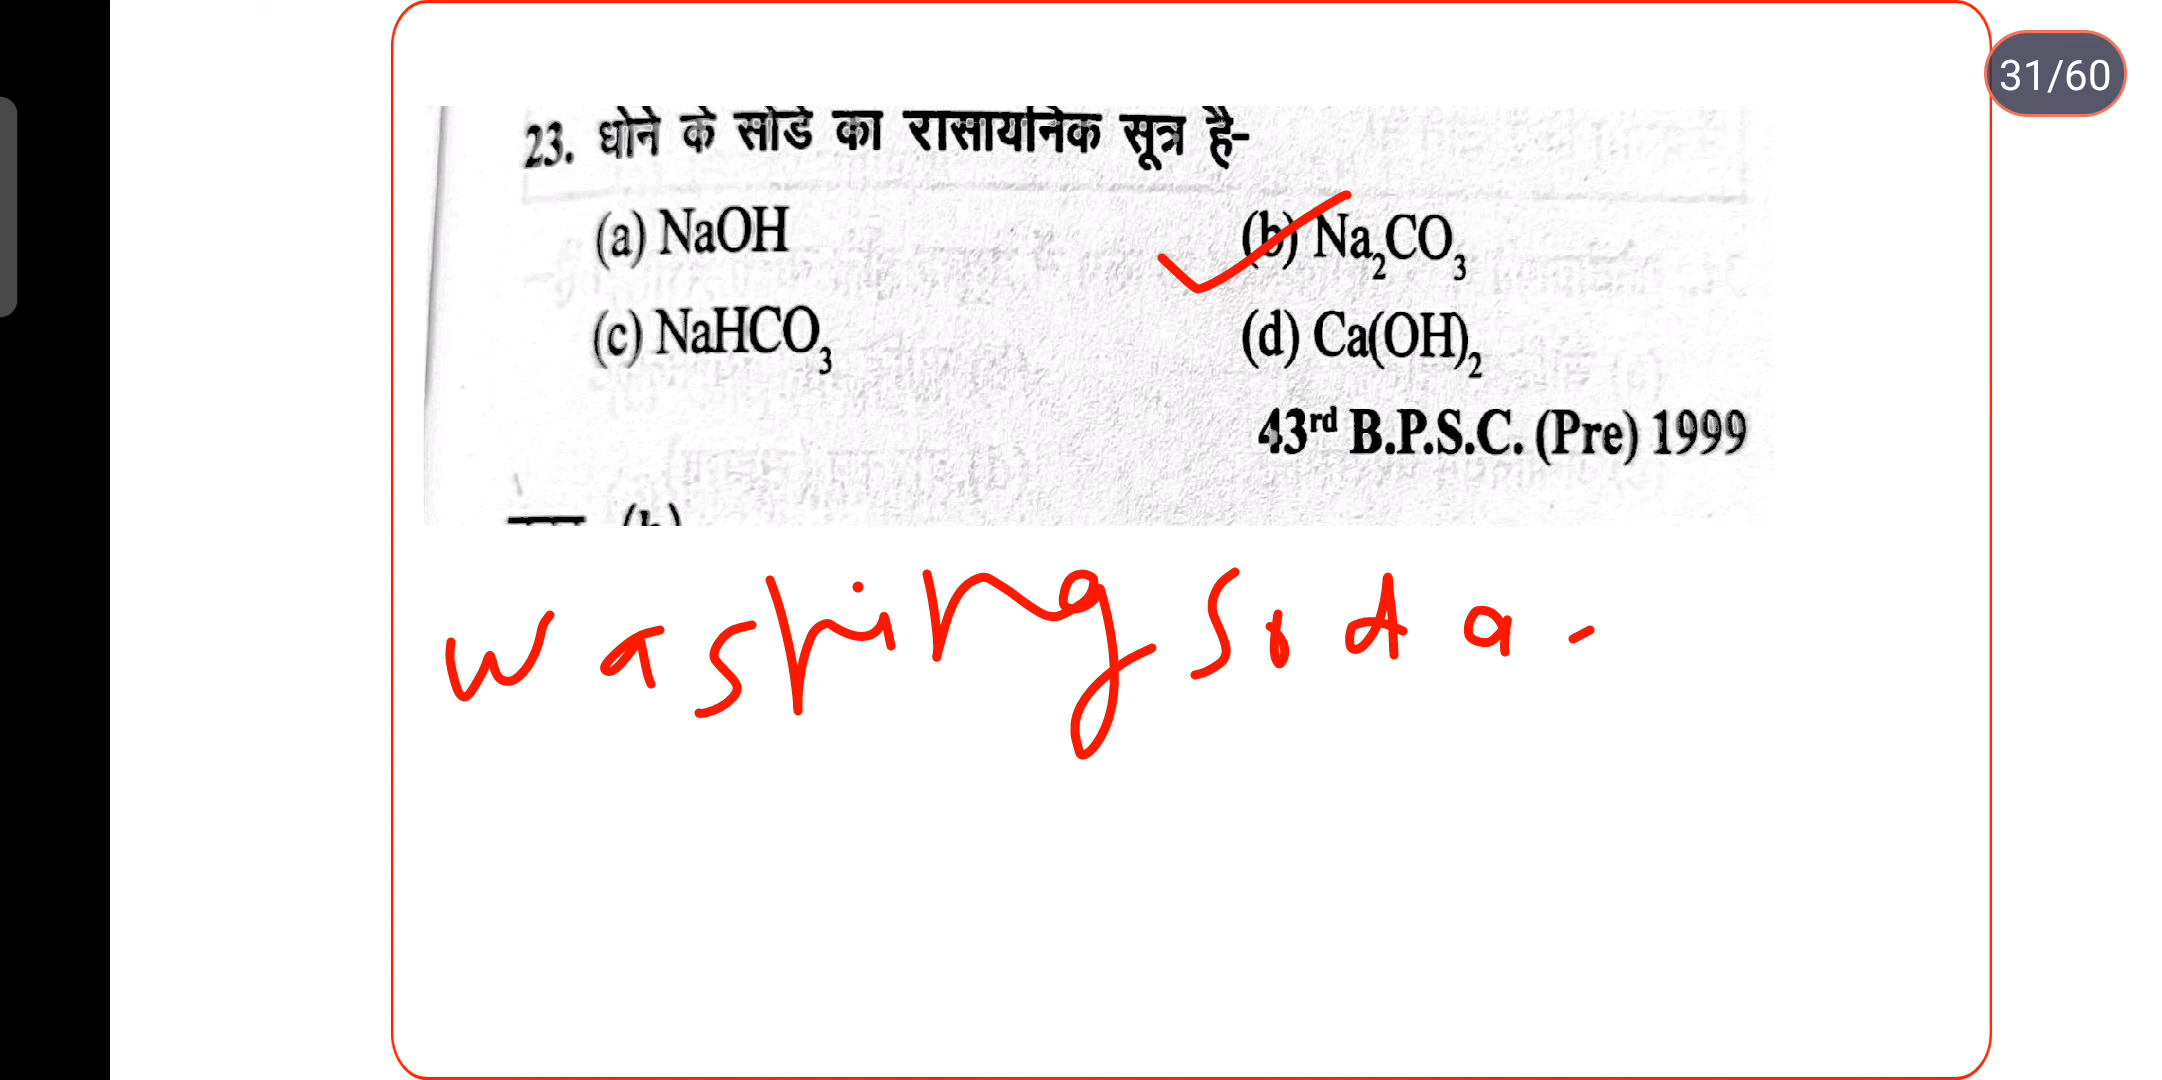 31/60
23. धोने के सोडे का रासायनिक सूत्र है-
(a) NaOH (b) Na₂CO₃
(c) NaHCO₃ (d) Ca(OH)₂
43rd B.P.S.C. (Pre) 1999
(b)
washing soda.